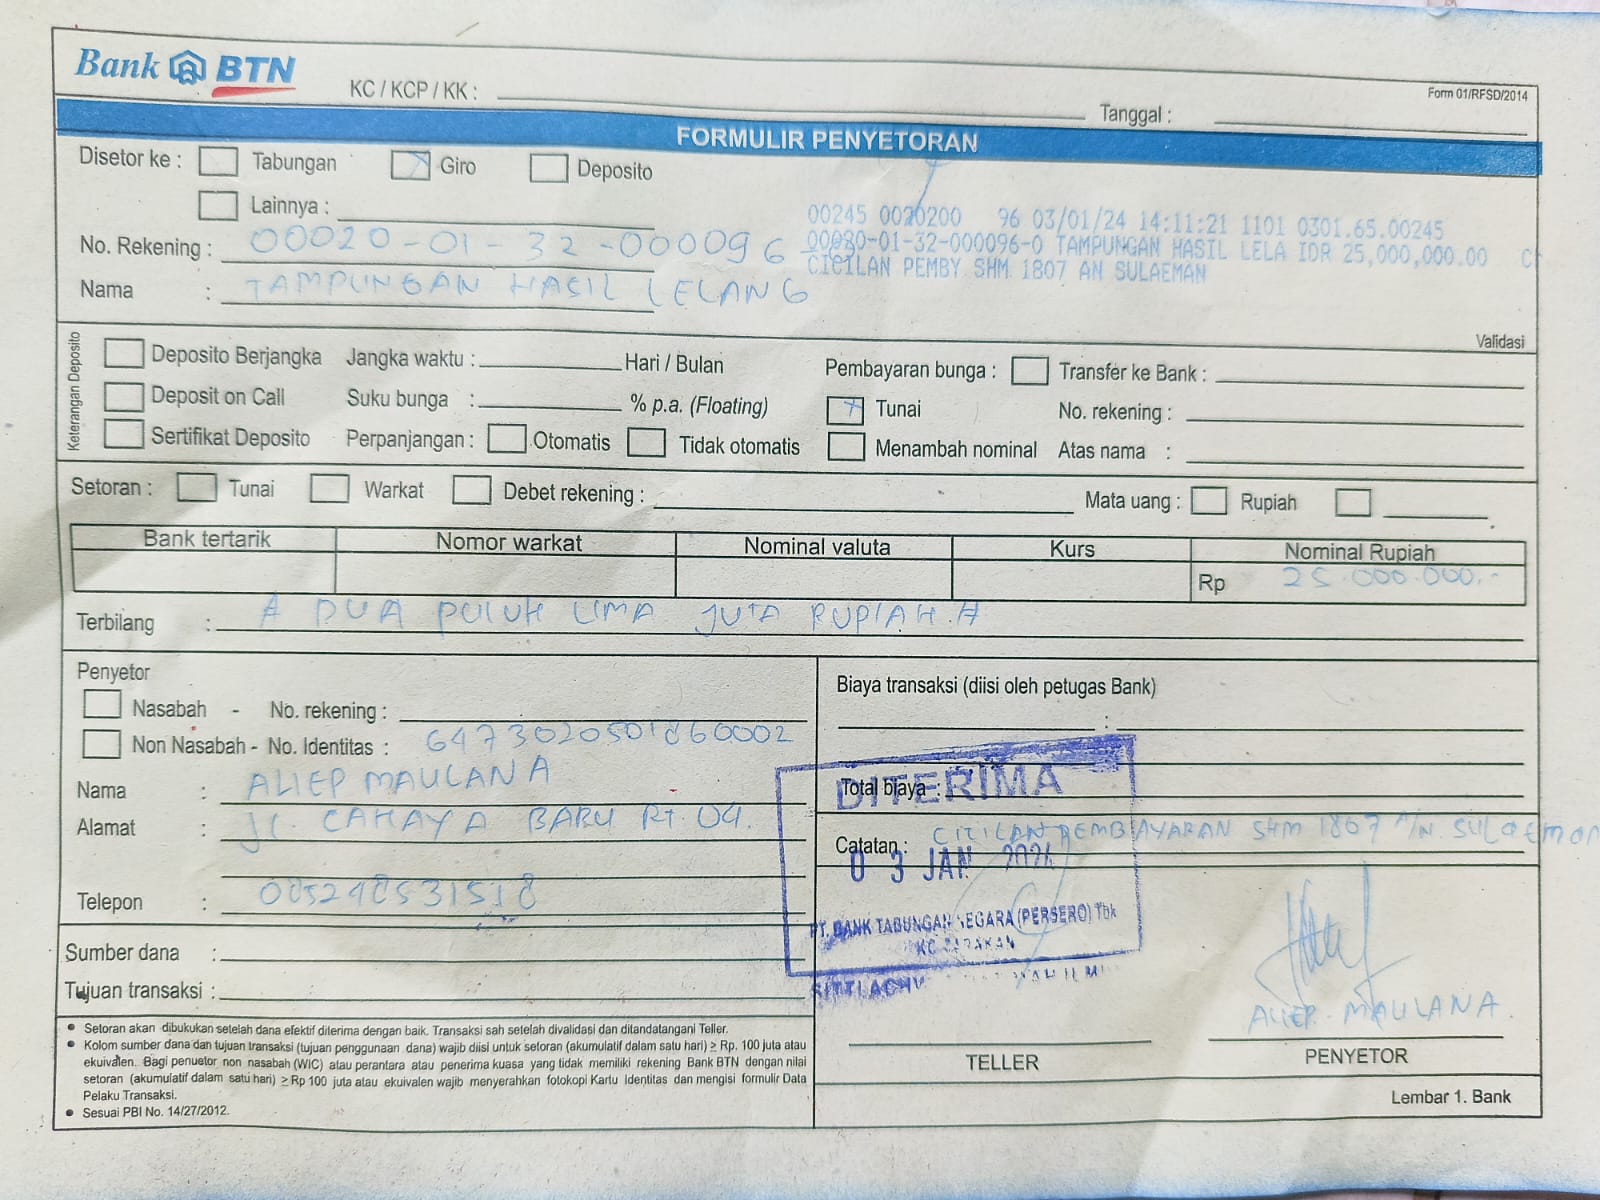 Bank BTN
KC / KCP / KK :
Form 01/RFSD/2014
Tanggal :
FORMULIR PENYETORAN
Disetor ke : Tabungan Giro Deposito
Lainnya :
00245 0020200 96 03/01/24 14:11:21 1101 0301.65.00245
No. Rekening : 00020-01-32-000096
00020-01-32-000096-0 TAMPUNGAN HASIL LELA IDR 25,000,000.00
CICILAN PEMBY SHM 1807 AN SULAEMAN
Nama : TAMPUNGAN HASIL LELANG
Validasi
Keterangan Deposito
Deposito Berjangka Jangka waktu : Hari / Bulan Pembayaran bunga : Transfer ke Bank :
Deposit on Call Suku bunga : % p.a. (Floating) Tunai No. rekening :
Sertifikat Deposito Perpanjangan : Otomatis Tidak otomatis Menambah nominal Atas nama :
Setoran : Tunai Warkat Debet rekening : Mata uang : Rupiah
Bank tertarik Nomor warkat Nominal valuta Kurs Nominal Rupiah
Rp 25.000.000.-
Terbilang : DUA PULUH LIMA JUTA RUPIAH
Penyetor
Biaya transaksi (diisi oleh petugas Bank)
Nasabah - No. rekening :
:
Non Nasabah - No. Identitas : 6473020501860002
Nama : ALIEP MAULANA
Total biaya :
DITERIMA
Alamat : JL. CAHAYA BARU RT. 04.
Catatan : CICILAN PEMBAYARAN SHM 1807 A/N. SULAEMAN
03 JAN 2024
Telepon : 085248531518
PT. BANK TABUNGAN NEGARA (PERSERO) Tbk
KC TARAKAN
Sumber dana :
Tujuan transaksi :
ALIEP MAULANA
TELLER
PENYETOR
• Setoran akan dibukukan setelah dana efektif diterima dengan baik. Transaksi sah setelah divalidasi dan ditandatangani Teller.
• Kolom sumber dana dan tujuan transaksi (tujuan penggunaan dana) wajib diisi untuk setoran (akumulatif dalam satu hari) ≥ Rp. 100 juta atau
ekuivalen. Bagi penuetor non nasabah (WIC) atau perantara atau penerima kuasa yang tidak memiliki rekening Bank BTN dengan nilai
setoran (akumulatif dalam satu hari) ≥ Rp 100 juta atau ekuivalen wajib menyerahkan fotokopi Kartu Identitas dan mengisi formulir Data
Pelaku Transaksi.
• Sesuai PBI No. 14/27/2012.
Lembar 1. Bank